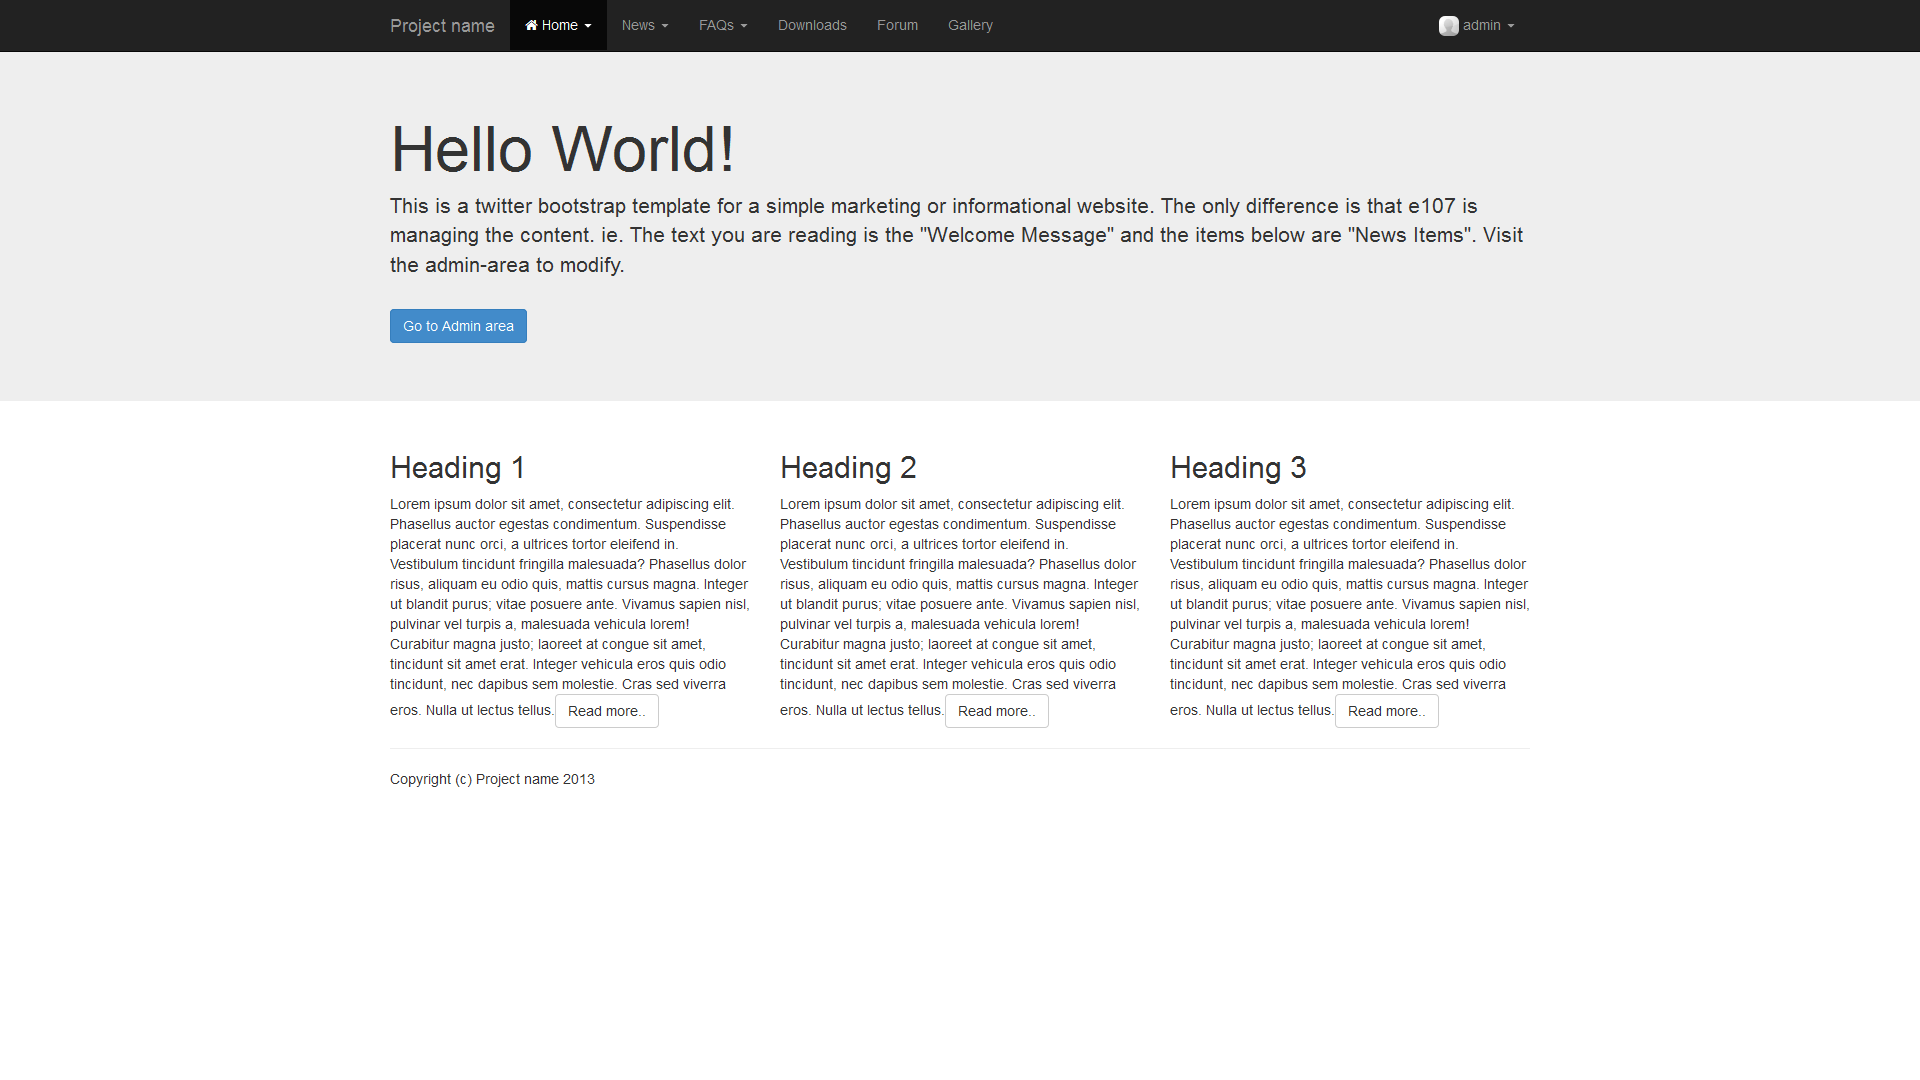 Project name Home News FAQs Downloads Forum Gallery admin
Hello World!
This is a twitter bootstrap template for a simple marketing or informational website. The only difference is that e107 is
managing the content. ie. The text you are reading is the "Welcome Message" and the items below are "News Items". Visit
the admin-area to modify.
Go to Admin area
Heading 1
Lorem ipsum dolor sit amet, consectetur adipiscing elit.
Phasellus auctor egestas condimentum. Suspendisse
placerat nunc orci, a ultrices tortor eleifend in.
Vestibulum tincidunt fringilla malesuada? Phasellus dolor
risus, aliquam eu odio quis, mattis cursus magna. Integer
ut blandit purus; vitae posuere ante. Vivamus sapien nisl,
pulvinar vel turpis a, malesuada vehicula lorem!
Curabitur magna justo; laoreet at congue sit amet,
tincidunt sit amet erat. Integer vehicula eros quis odio
tincidunt, nec dapibus sem molestie. Cras sed viverra
eros. Nulla ut lectus tellus. Read more..
Heading 2
Lorem ipsum dolor sit amet, consectetur adipiscing elit.
Phasellus auctor egestas condimentum. Suspendisse
placerat nunc orci, a ultrices tortor eleifend in.
Vestibulum tincidunt fringilla malesuada? Phasellus dolor
risus, aliquam eu odio quis, mattis cursus magna. Integer
ut blandit purus; vitae posuere ante. Vivamus sapien nisl,
pulvinar vel turpis a, malesuada vehicula lorem!
Curabitur magna justo; laoreet at congue sit amet,
tincidunt sit amet erat. Integer vehicula eros quis odio
tincidunt, nec dapibus sem molestie. Cras sed viverra
eros. Nulla ut lectus tellus. Read more..
Heading 3
Lorem ipsum dolor sit amet, consectetur adipiscing elit.
Phasellus auctor egestas condimentum. Suspendisse
placerat nunc orci, a ultrices tortor eleifend in.
Vestibulum tincidunt fringilla malesuada? Phasellus dolor
risus, aliquam eu odio quis, mattis cursus magna. Integer
ut blandit purus; vitae posuere ante. Vivamus sapien nisl,
pulvinar vel turpis a, malesuada vehicula lorem!
Curabitur magna justo; laoreet at congue sit amet,
tincidunt sit amet erat. Integer vehicula eros quis odio
tincidunt, nec dapibus sem molestie. Cras sed viverra
eros. Nulla ut lectus tellus. Read more..
Copyright (c) Project name 2013